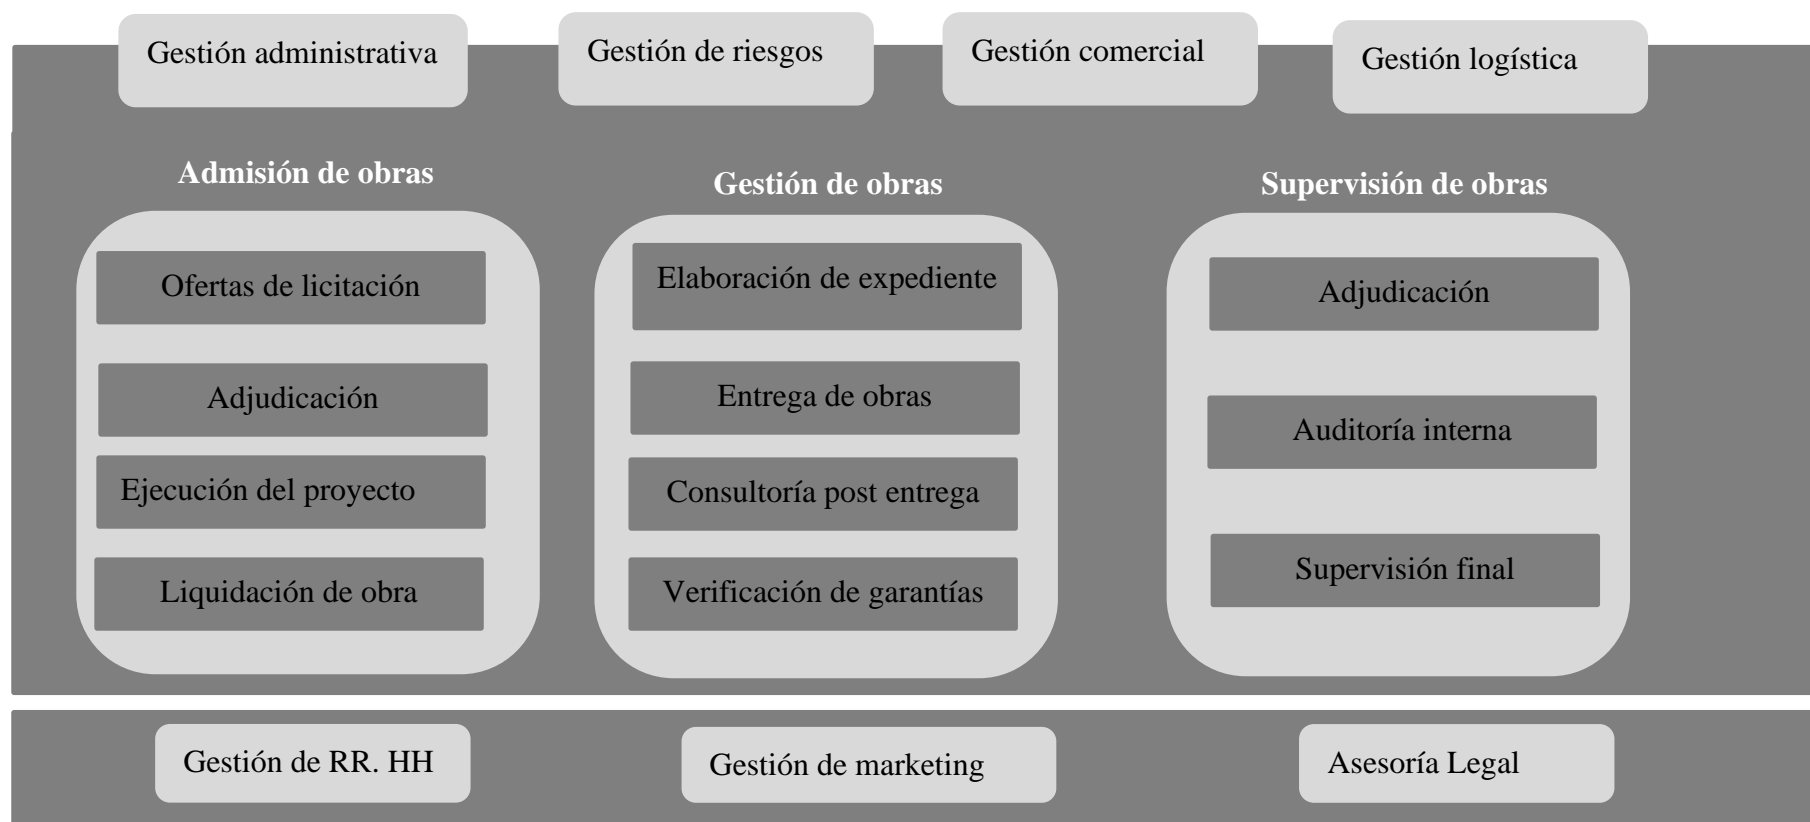 Gestión administrativa
Gestión de riesgos
Gestión comercial
Gestión logística
Admisión de obras
Ofertas de licitación
Adjudicación
Ejecución del proyecto
Liquidación de obra
Gestión de obras
Elaboración de expediente
Entrega de obras
Consultoría post entrega
Verificación de garantías
Supervisión de obras
Adjudicación
Auditoría interna
Supervisión final
Gestión de RR. HH
Gestión de marketing
Asesoría Legal